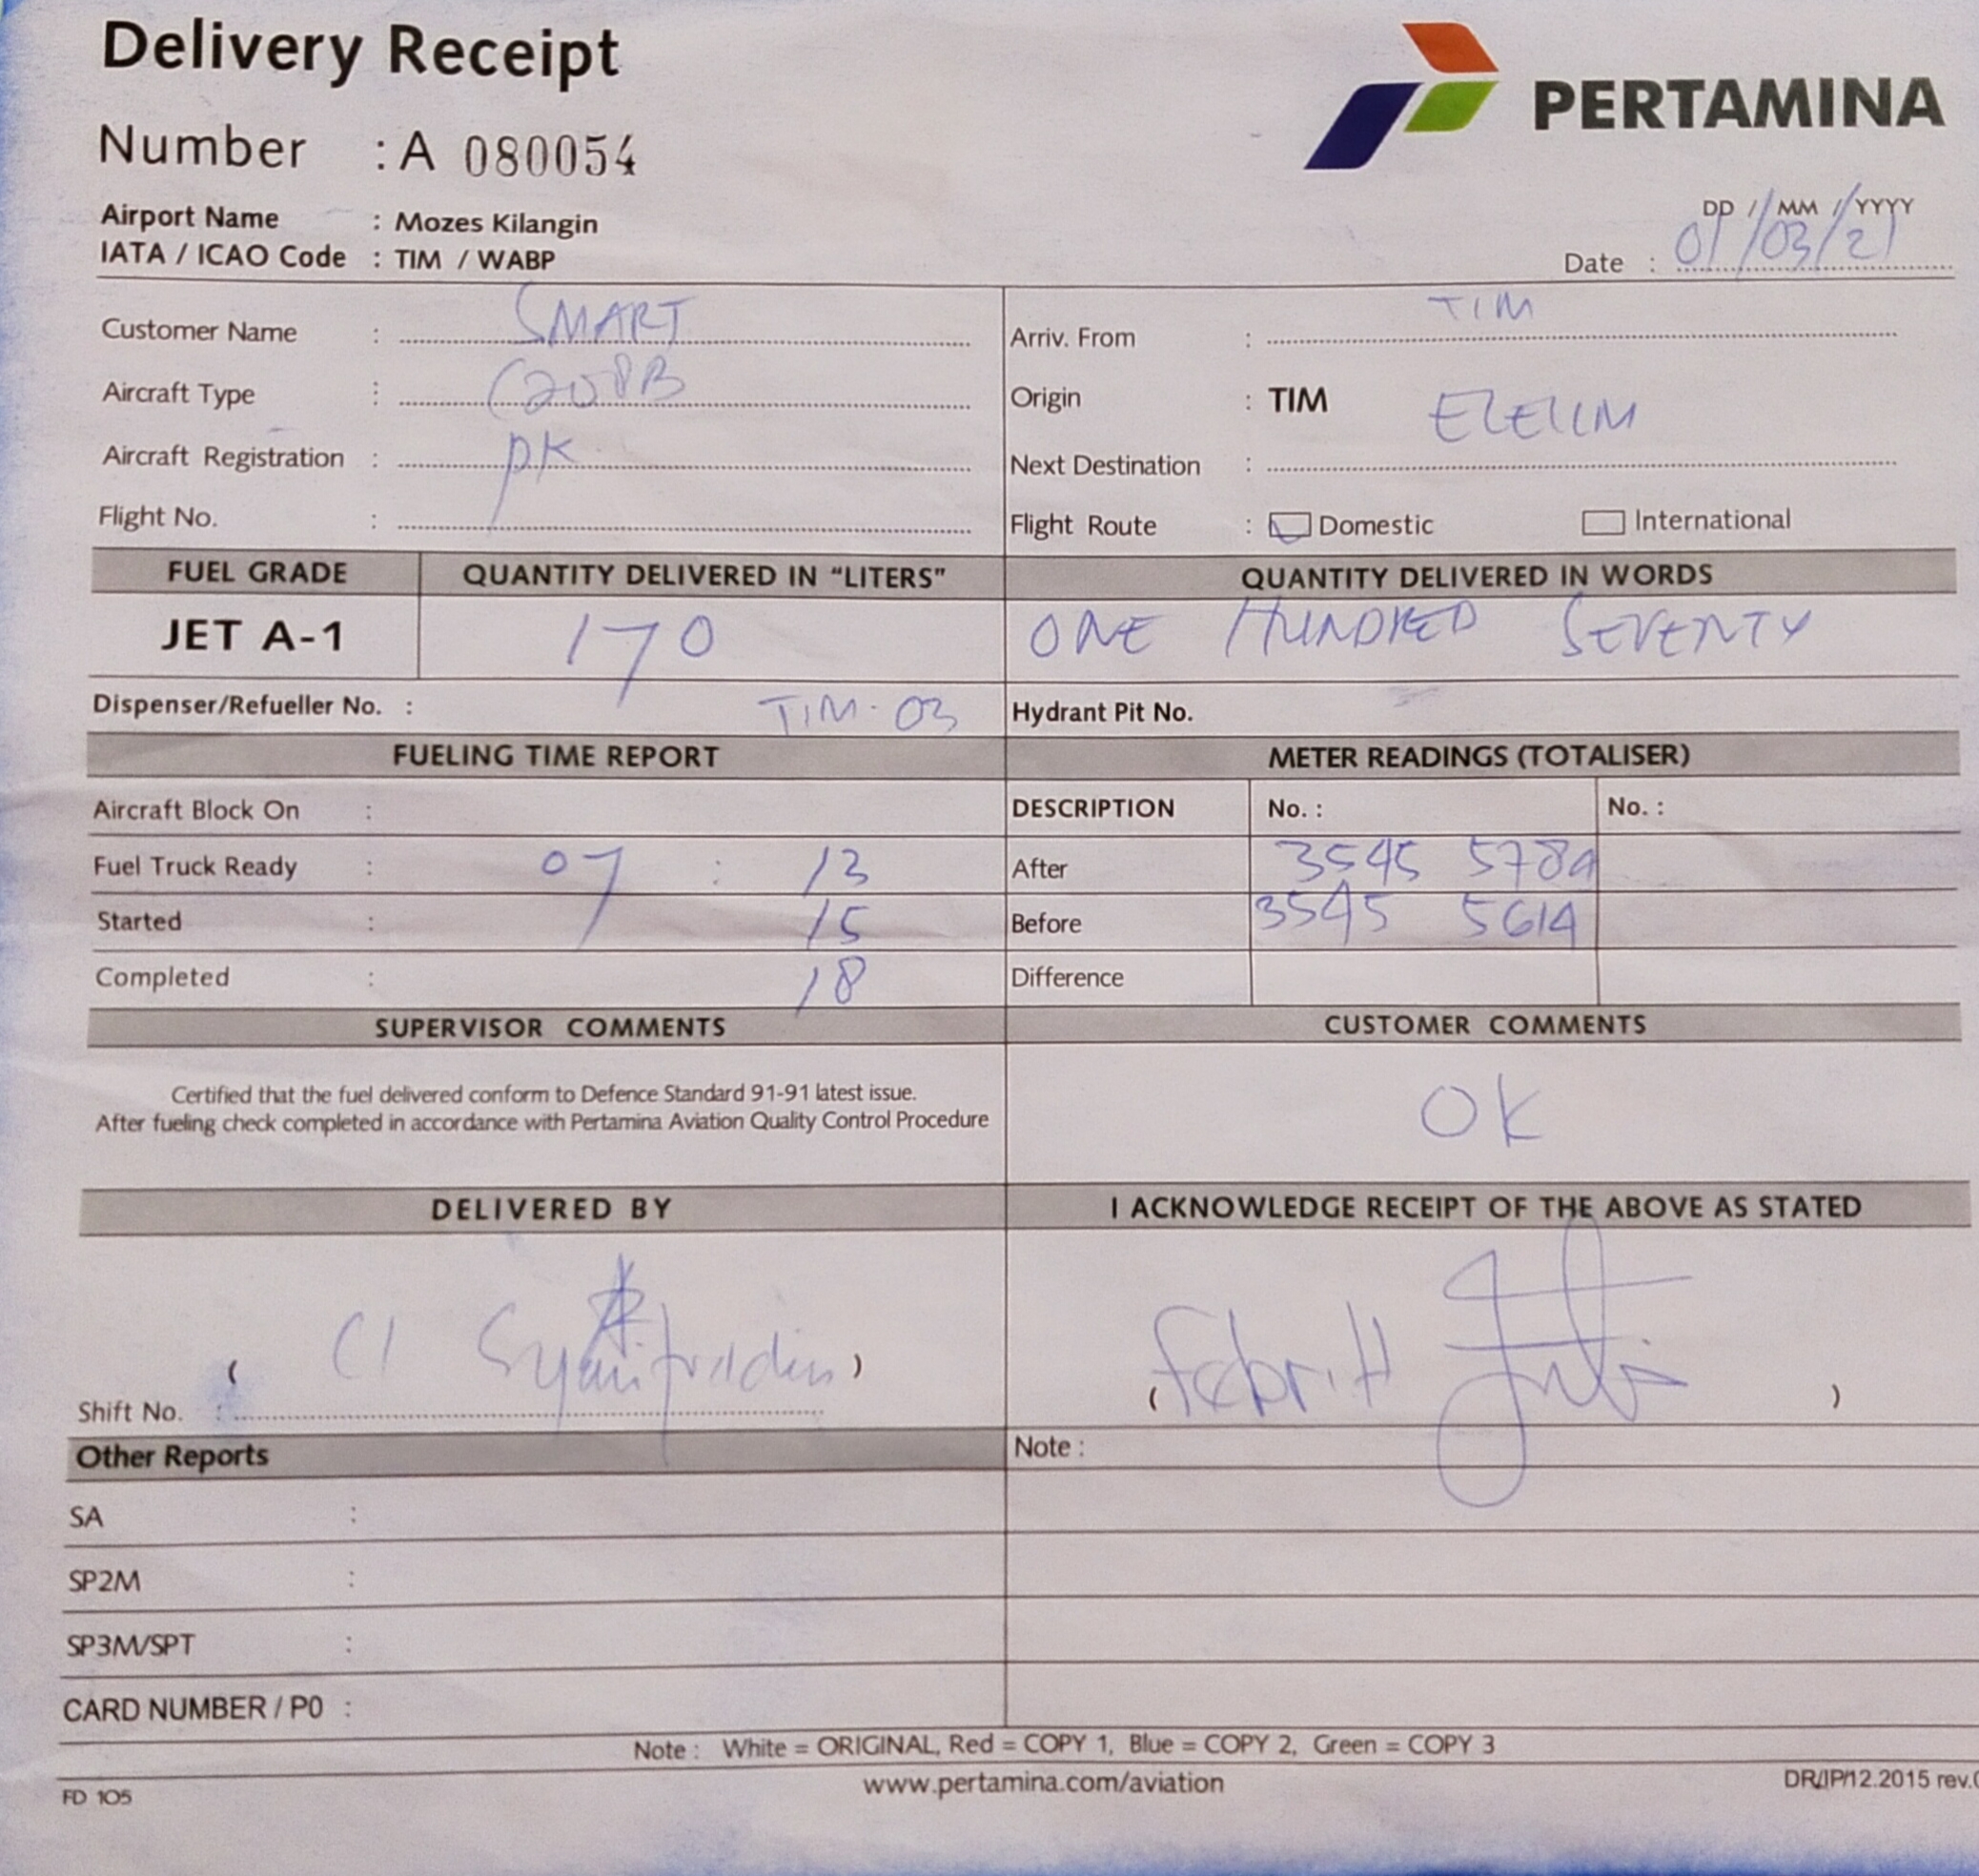 Delivery Receipt
PERTAMINA
Number : A 080054
Airport Name : Mozes Kilangin
IATA / ICAO Code : TIM / WABP
DD / MM / YYYY
Date : 01/03/21
Customer Name : SMART
Arriv. From : TIM
Aircraft Type : C208B
Origin : TIM
Aircraft Registration : PK
Next Destination :
Flight No. :
Flight Route : Domestic International
FUEL GRADE QUANTITY DELIVERED IN “LITERS” QUANTITY DELIVERED IN WORDS
JET A-1 170 ONE HUNDRED SEVENTY
Dispenser/Refueller No. : TIM-03 Hydrant Pit No.
FUELING TIME REPORT METER READINGS (TOTALISER)
Aircraft Block On : DESCRIPTION No. : No. :
Fuel Truck Ready : 07 : 13 After 3545 5784
Started : 15 Before 3545 5614
Completed : 18 Difference
SUPERVISOR COMMENTS CUSTOMER COMMENTS
Certified that the fuel delivered conform to Defence Standard 91-91 latest issue.
After fueling check completed in accordance with Pertamina Aviation Quality Control Procedure
OK
DELIVERED BY I ACKNOWLEDGE RECEIPT OF THE ABOVE AS STATED
( )
( )
Shift No. :
Other Reports Note :
SA :
SP2M :
SP3M/SPT :
CARD NUMBER / P0 :
Note : White = ORIGINAL, Red = COPY 1, Blue = COPY 2, Green = COPY 3
www.pertamina.com/aviation
FD 105
DR/JP/12.2015 rev.0